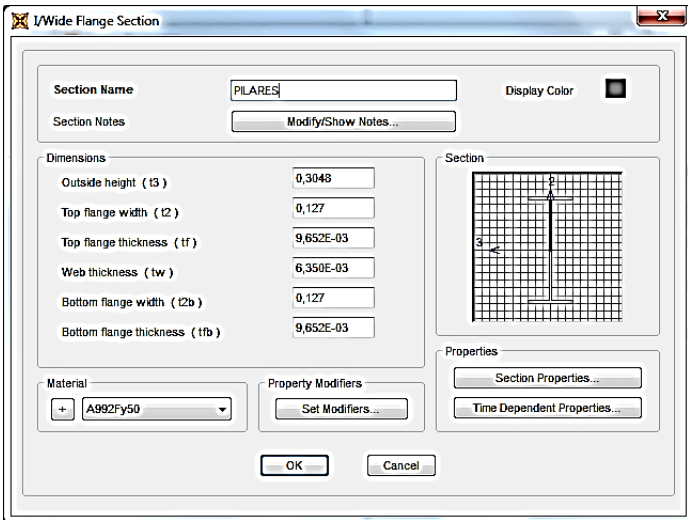 I/Wide Flange Section
Section Name PILARES Display Color
Section Notes Modify/Show Notes...
Dimensions
Outside height ( t3 ) 0,3048
Top flange width ( t2 ) 0,127
Top flange thickness ( tf ) 9,652E-03
Web thickness ( tw ) 6,350E-03
Bottom flange width ( t2b ) 0,127
Bottom flange thickness ( tfb ) 9,652E-03
Section
2
3
Properties
Section Properties...
Time Dependent Properties...
Material
+ A992Fy50
Property Modifiers
Set Modifiers...
OK Cancel